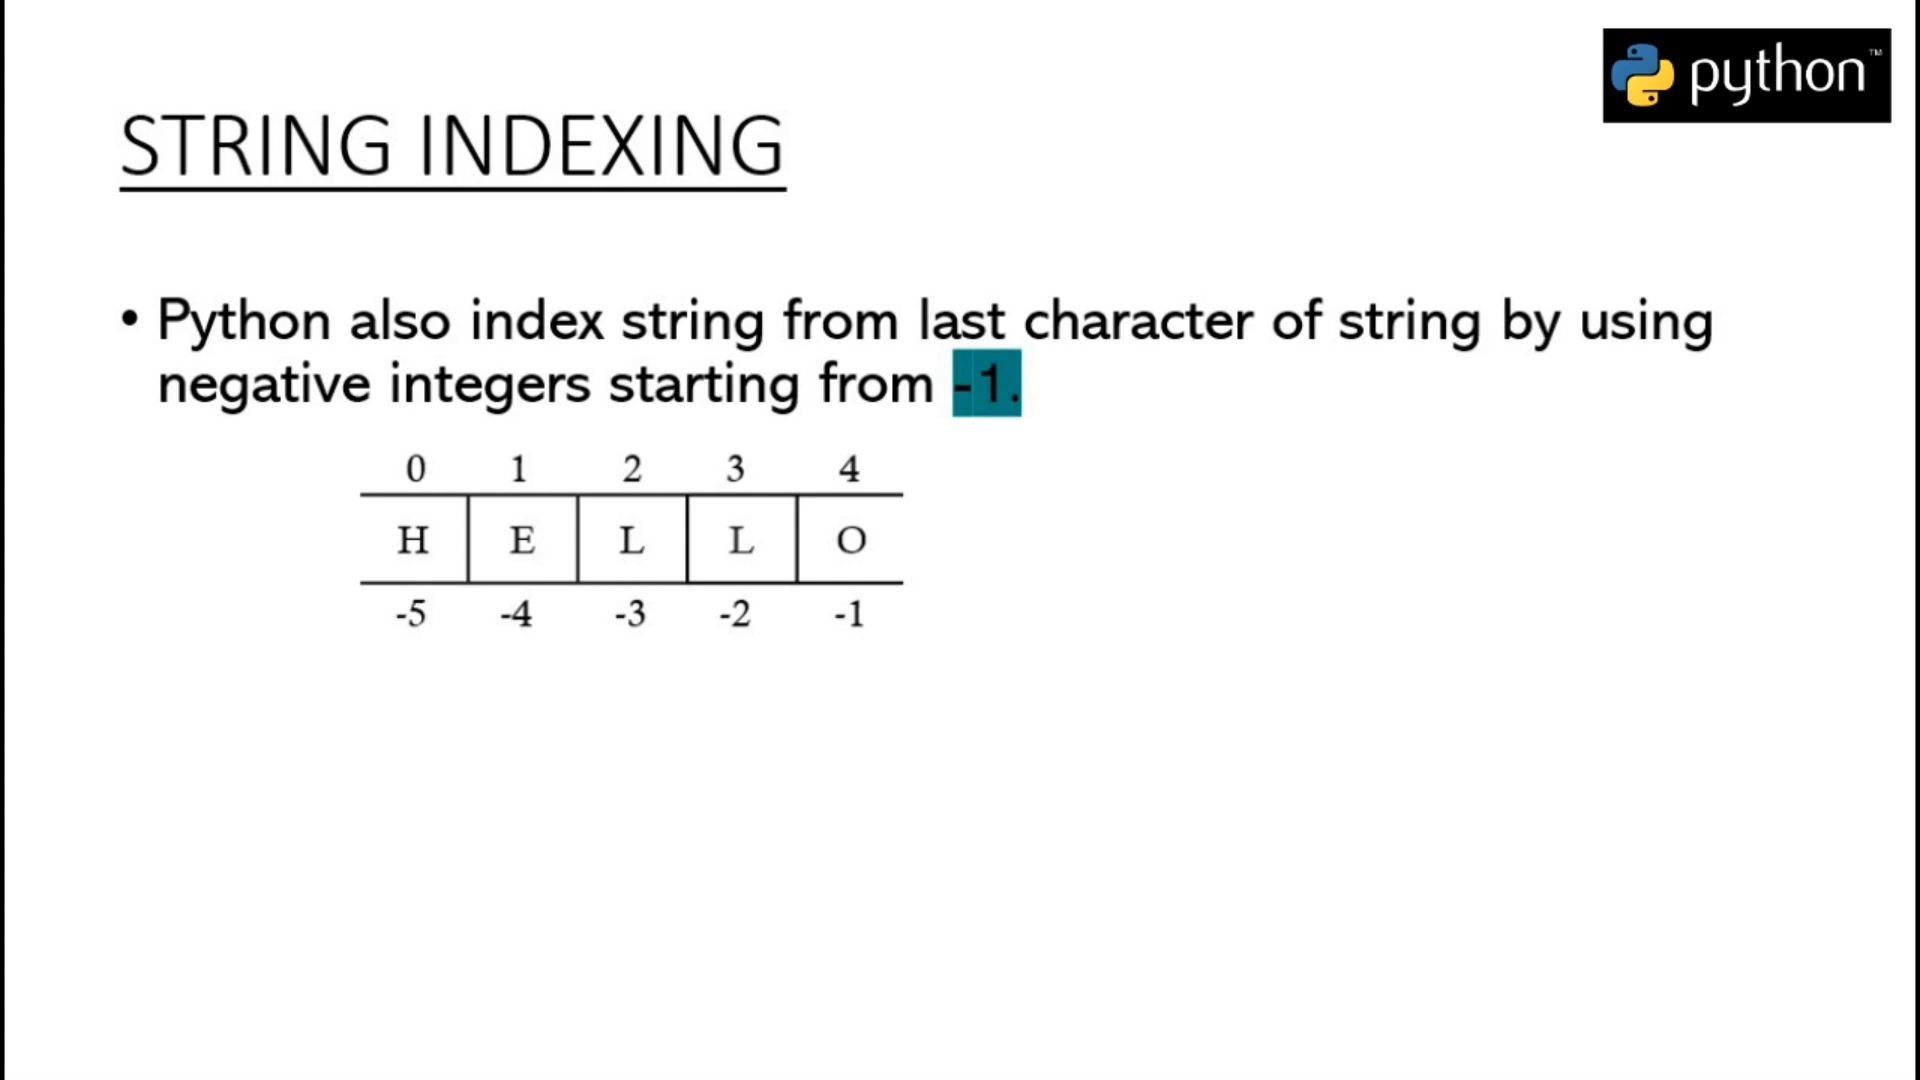 python™
STRING INDEXING
• Python also index string from last character of string by using
negative integers starting from -1.
0 1 2 3 4
H E L L O
-5 -4 -3 -2 -1